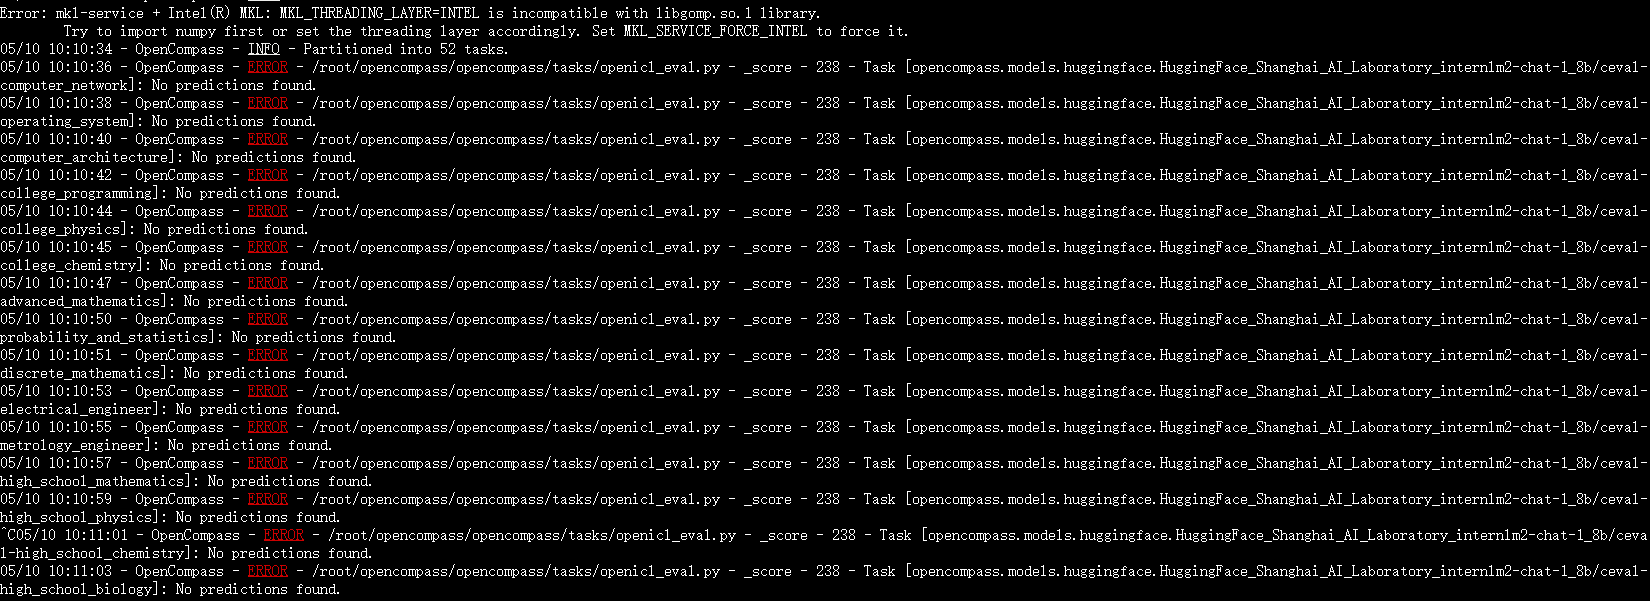 Error: mkl-service + Intel(R) MKL: MKL_THREADING_LAYER=INTEL is incompatible with libgomp.so.1 library.
Try to import numpy first or set the threading layer accordingly. Set MKL_SERVICE_FORCE_INTEL to force it.
05/10 10:10:34 - OpenCompass - INFO - Partitioned into 52 tasks.
05/10 10:10:36 - OpenCompass - ERROR - /root/opencompass/opencompass/tasks/openicl_eval.py - _score - 238 - Task [opencompass.models.huggingface.HuggingFace_Shanghai_AI_Laboratory_internlm2-chat-1_8b/ceval-
computer_network]: No predictions found.
05/10 10:10:38 - OpenCompass - ERROR - /root/opencompass/opencompass/tasks/openicl_eval.py - _score - 238 - Task [opencompass.models.huggingface.HuggingFace_Shanghai_AI_Laboratory_internlm2-chat-1_8b/ceval-
operating_system]: No predictions found.
05/10 10:10:40 - OpenCompass - ERROR - /root/opencompass/opencompass/tasks/openicl_eval.py - _score - 238 - Task [opencompass.models.huggingface.HuggingFace_Shanghai_AI_Laboratory_internlm2-chat-1_8b/ceval-
computer_architecture]: No predictions found.
05/10 10:10:42 - OpenCompass - ERROR - /root/opencompass/opencompass/tasks/openicl_eval.py - _score - 238 - Task [opencompass.models.huggingface.HuggingFace_Shanghai_AI_Laboratory_internlm2-chat-1_8b/ceval-
college_programming]: No predictions found.
05/10 10:10:44 - OpenCompass - ERROR - /root/opencompass/opencompass/tasks/openicl_eval.py - _score - 238 - Task [opencompass.models.huggingface.HuggingFace_Shanghai_AI_Laboratory_internlm2-chat-1_8b/ceval-
college_physics]: No predictions found.
05/10 10:10:45 - OpenCompass - ERROR - /root/opencompass/opencompass/tasks/openicl_eval.py - _score - 238 - Task [opencompass.models.huggingface.HuggingFace_Shanghai_AI_Laboratory_internlm2-chat-1_8b/ceval-
college_chemistry]: No predictions found.
05/10 10:10:47 - OpenCompass - ERROR - /root/opencompass/opencompass/tasks/openicl_eval.py - _score - 238 - Task [opencompass.models.huggingface.HuggingFace_Shanghai_AI_Laboratory_internlm2-chat-1_8b/ceval-
advanced_mathematics]: No predictions found.
05/10 10:10:50 - OpenCompass - ERROR - /root/opencompass/opencompass/tasks/openicl_eval.py - _score - 238 - Task [opencompass.models.huggingface.HuggingFace_Shanghai_AI_Laboratory_internlm2-chat-1_8b/ceval-
probability_and_statistics]: No predictions found.
05/10 10:10:51 - OpenCompass - ERROR - /root/opencompass/opencompass/tasks/openicl_eval.py - _score - 238 - Task [opencompass.models.huggingface.HuggingFace_Shanghai_AI_Laboratory_internlm2-chat-1_8b/ceval-
discrete_mathematics]: No predictions found.
05/10 10:10:53 - OpenCompass - ERROR - /root/opencompass/opencompass/tasks/openicl_eval.py - _score - 238 - Task [opencompass.models.huggingface.HuggingFace_Shanghai_AI_Laboratory_internlm2-chat-1_8b/ceval-
electrical_engineer]: No predictions found.
05/10 10:10:55 - OpenCompass - ERROR - /root/opencompass/opencompass/tasks/openicl_eval.py - _score - 238 - Task [opencompass.models.huggingface.HuggingFace_Shanghai_AI_Laboratory_internlm2-chat-1_8b/ceval-
metrology_engineer]: No predictions found.
05/10 10:10:57 - OpenCompass - ERROR - /root/opencompass/opencompass/tasks/openicl_eval.py - _score - 238 - Task [opencompass.models.huggingface.HuggingFace_Shanghai_AI_Laboratory_internlm2-chat-1_8b/ceval-
high_school_mathematics]: No predictions found.
05/10 10:10:59 - OpenCompass - ERROR - /root/opencompass/opencompass/tasks/openicl_eval.py - _score - 238 - Task [opencompass.models.huggingface.HuggingFace_Shanghai_AI_Laboratory_internlm2-chat-1_8b/ceval-
high_school_physics]: No predictions found.
^C05/10 10:11:01 - OpenCompass - ERROR - /root/opencompass/opencompass/tasks/openicl_eval.py - _score - 238 - Task [opencompass.models.huggingface.HuggingFace_Shanghai_AI_Laboratory_internlm2-chat-1_8b/ceva
l-high_school_chemistry]: No predictions found.
05/10 10:11:03 - OpenCompass - ERROR - /root/opencompass/opencompass/tasks/openicl_eval.py - _score - 238 - Task [opencompass.models.huggingface.HuggingFace_Shanghai_AI_Laboratory_internlm2-chat-1_8b/ceval-
high_school_biology]: No predictions found.